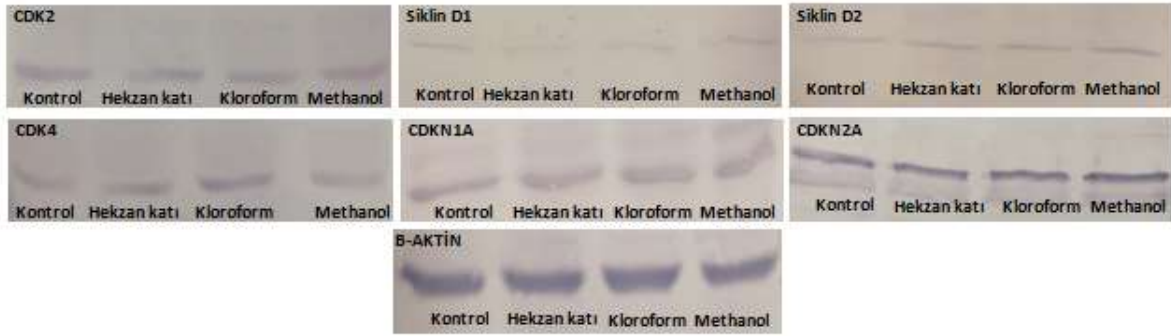 CDK2
Kontrol Hekzan katı Kloroform Methanol
Siklin D1
Kontrol Hekzan katı Kloroform Methanol
Siklin D2
Kontrol Hekzan katı Kloroform Methanol
CDK4
Kontrol Hekzan katı Kloroform Methanol
CDKN1A
Kontrol Hekzan katı Kloroform Methanol
CDKN2A
Kontrol Hekzan katı Kloroform Methanol
B-AKTİN
Kontrol Hekzan katı Kloroform Methanol